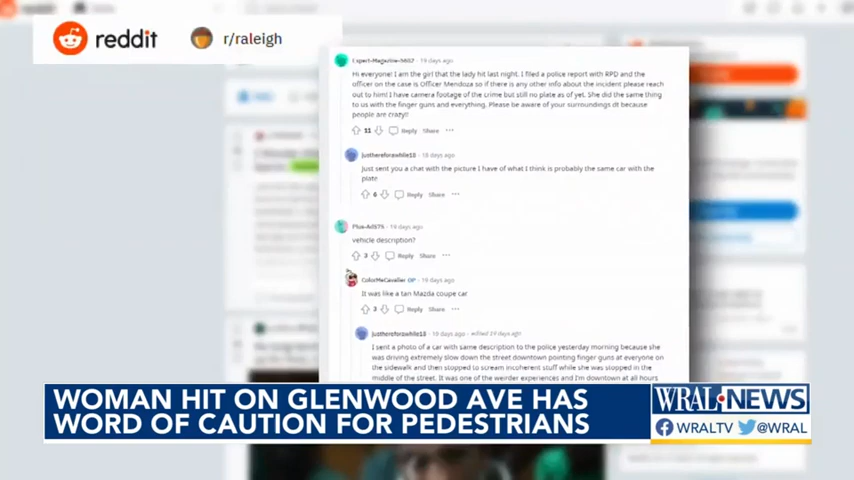 reddit
r/raleigh
Expert-Magazine-5602 • 19 days ago
Hi everyone! I am the girl that the lady hit last night. I filed a police report with RPD and the
officer on the case is Officer Mendoza so if there is any other info about the incident please reach
out to him! I have camera footage of the crime but still no plate as of yet. She did the same thing
to us with the finger guns and everything. Please be aware of your surroundings dt because
people are crazy!!
11 Reply Share ...
justhereforawhile18 • 18 days ago
Just sent you a chat with the picture I have of what I think is probably the same car with the
plate
6 Reply Share ...
19 days ago
vehicle description?
3 Reply Share ...
ColorMeCavalier OP • 19 days ago
It was like a tan Mazda coupe car
3 Reply Share ...
justhereforawhile18 • 19 days ago • edited 19 days ago
I sent a photo of a car with same description to the police yesterday morning because she
was driving extremely slow down the street downtown pointing finger guns at everyone on
the sidewalk and then stopped to scream incoherent stuff while she was stopped in the
middle of the street. It was one of the weirder experiences and I'm downtown at all hours
WOMAN HIT ON GLENWOOD AVE HAS
WORD OF CAUTION FOR PEDESTRIANS
WRAL NEWS
WRALTV @WRAL